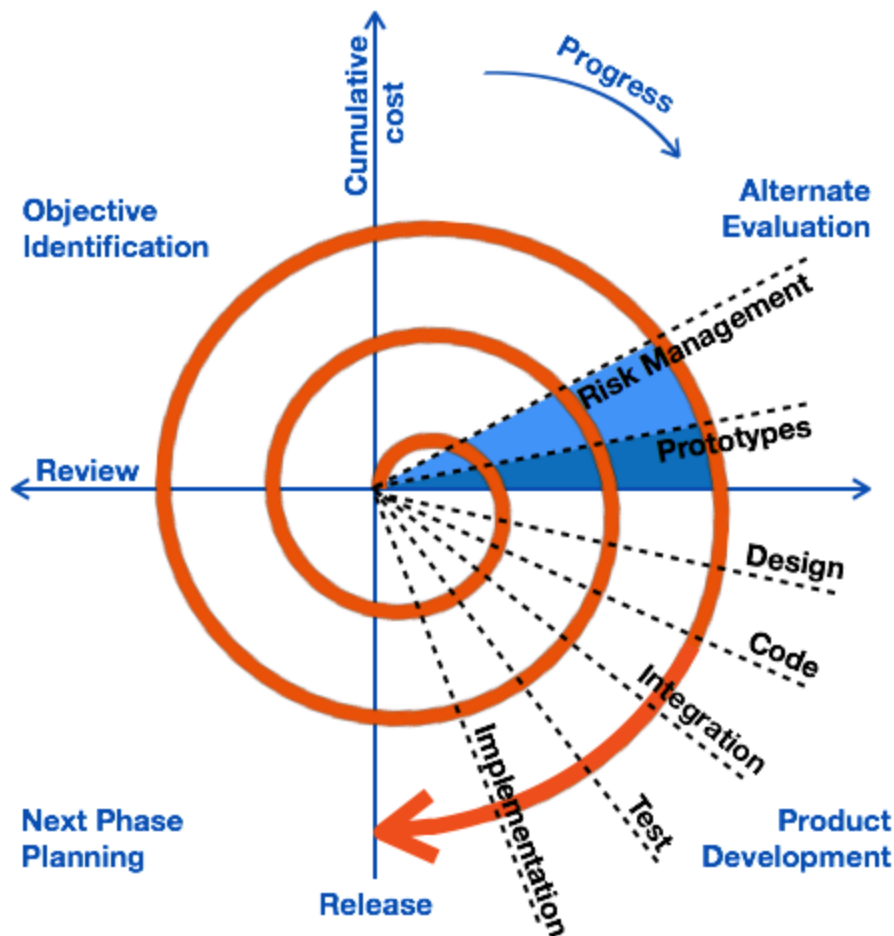 Cumulative
cost
Progress
Objective
Identification
Alternate
Evaluation
Risk Management
Prototypes
Review
Design
Code
Integration
Test
Implementation
Next Phase
Planning
Product
Development
Release